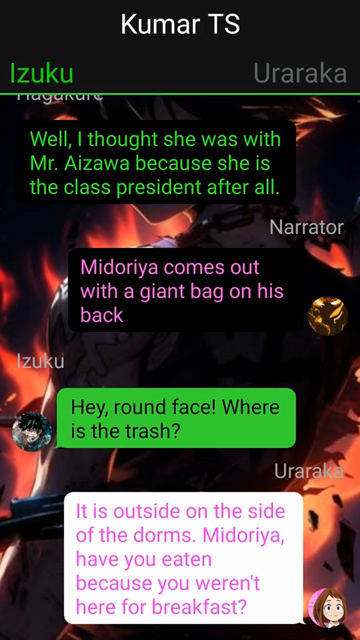 Kumar TS
Izuku
Uraraka
Hagakure
Well, I thought she was with
Mr. Aizawa because she is
the class president after all.
Narrator
Midoriya comes out
with a giant bag on his
back
Izuku
Hey, round face! Where
is the trash?
Uraraka
It is outside on the side
of the dorms. Midoriya,
have you eaten
because you weren't
here for breakfast?